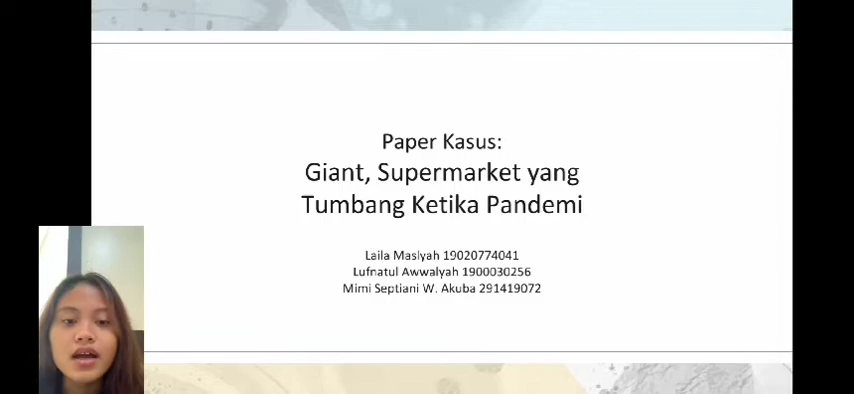 Paper Kasus:
Giant, Supermarket yang
Tumbang Ketika Pandemi
Laila Maslyah 19020774041
Lufnatul Awwalyah 1900030256
Mimi Septiani W. Akuba 291419072